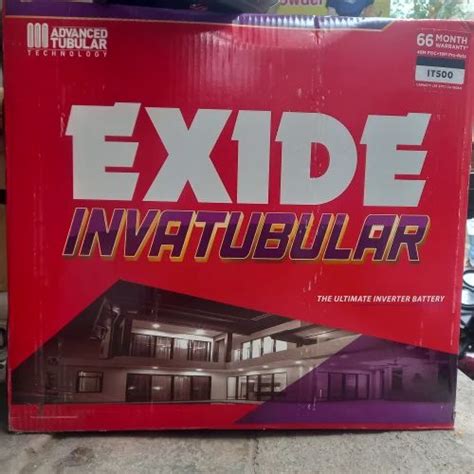 ADVANCED
TUBULAR
TECHNOLOGY
66 MONTH
WARRANTY*
IT500
EXIDE
INVATUBULAR
THE ULTIMATE INVERTER BATTERY